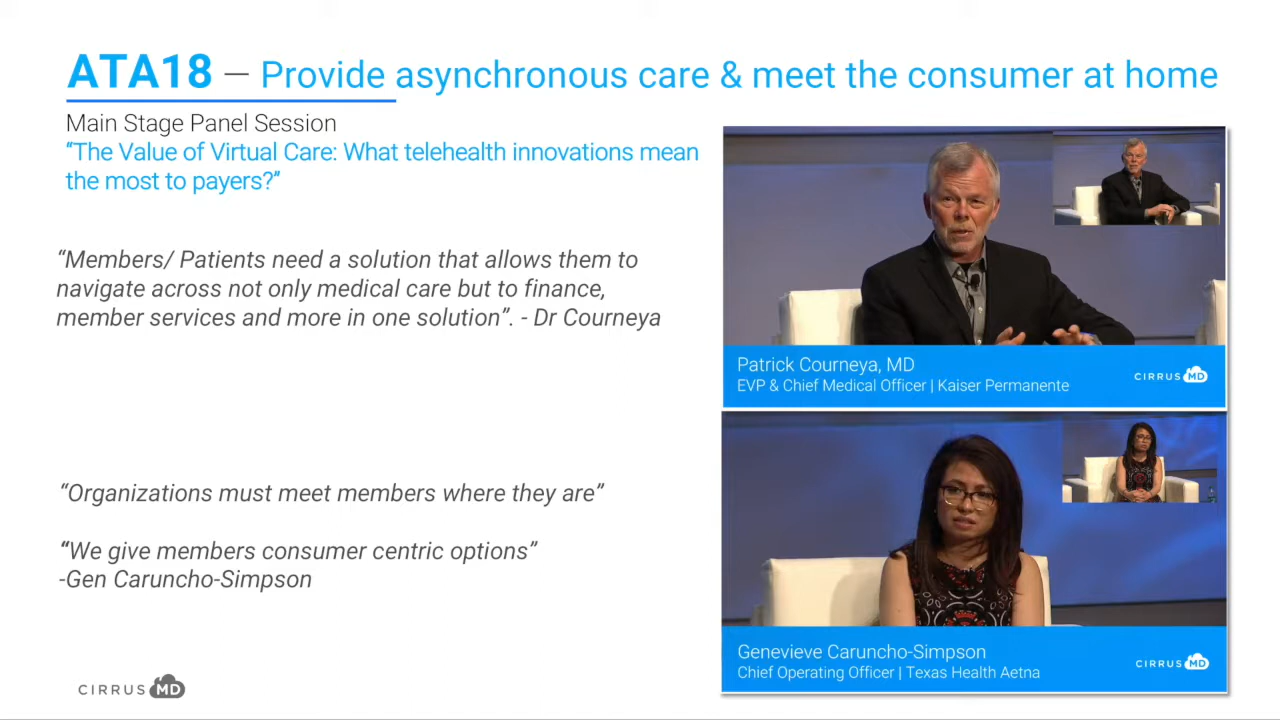 ATA18 — Provide asynchronous care & meet the consumer at home
Main Stage Panel Session
“The Value of Virtual Care: What telehealth innovations mean
the most to payers?”
“Members/ Patients need a solution that allows them to
navigate across not only medical care but to finance,
member services and more in one solution”. - Dr Courneya
“Organizations must meet members where they are”
“We give members consumer centric options”
-Gen Caruncho-Simpson
CIRRUS MD
Patrick Courneya, MD
EVP & Chief Medical Officer | Kaiser Permanente
CIRRUS MD
Genevieve Caruncho-Simpson
Chief Operating Officer | Texas Health Aetna
CIRRUS MD